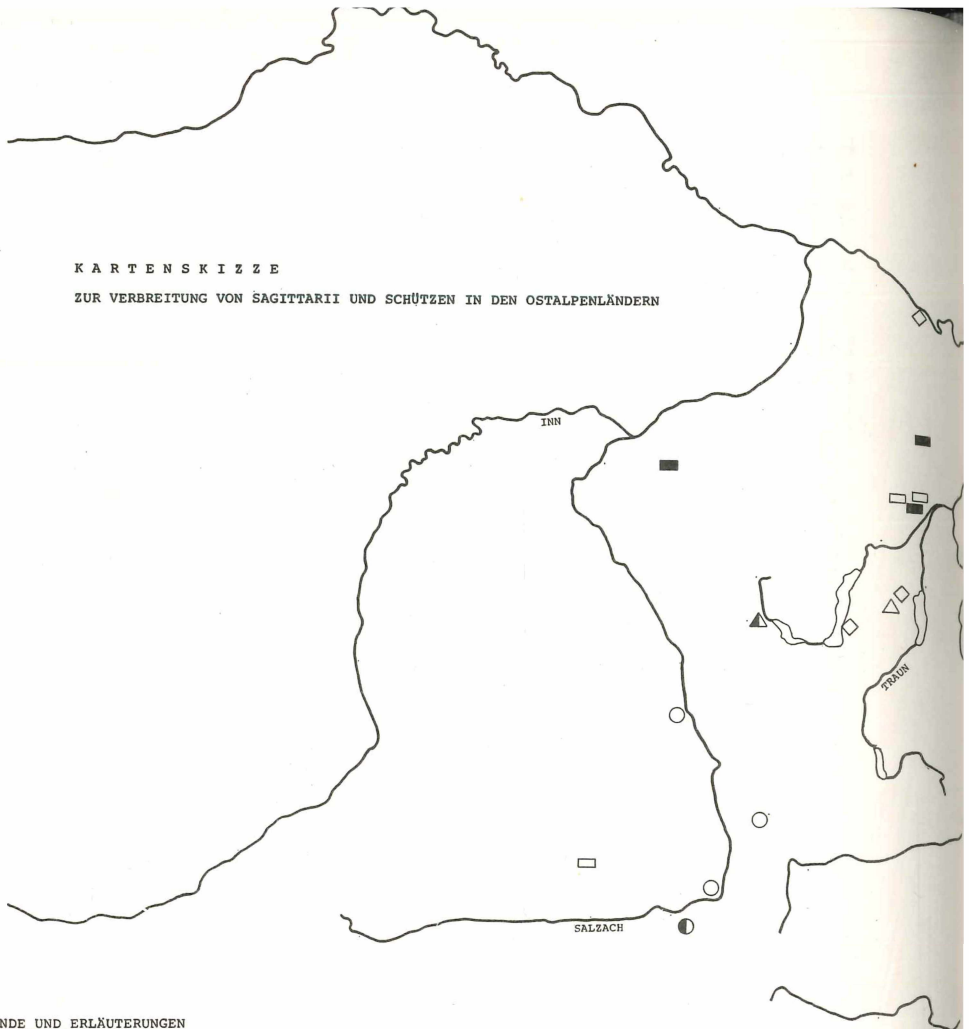 K A R T E N S K I Z Z E
ZUR VERBREITUNG VON SAGITTARII UND SCHÜTZEN IN DEN OSTALPENLÄNDERN
INN
TRAUN
SALZACH
NDE UND ERLÄUTERUNGEN